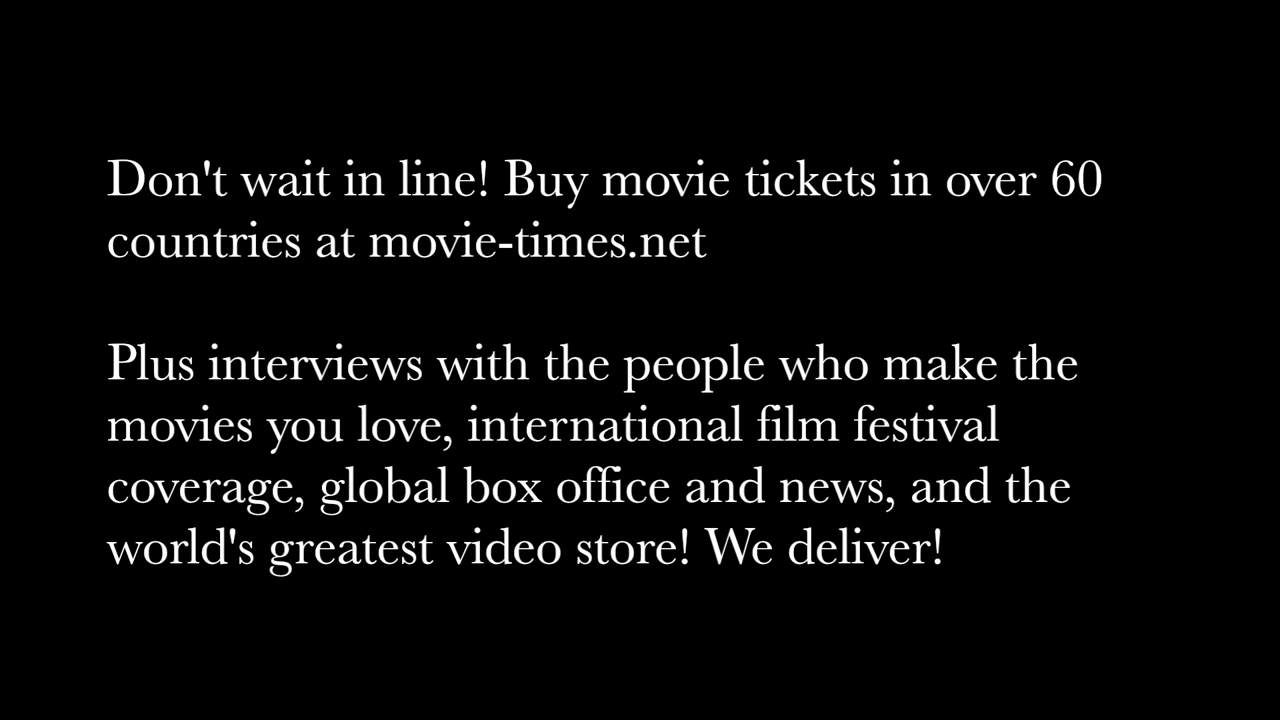 Don't wait in line! Buy movie tickets in over 60
countries at movie-times.net
Plus interviews with the people who make the
movies you love, international film festival
coverage, global box office and news, and the
world's greatest video store! We deliver!